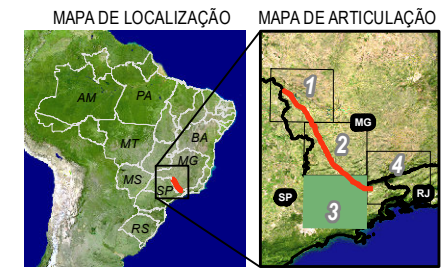 MAPA DE LOCALIZAÇÃO
MAPA DE ARTICULAÇÃO
AM
PA
BA
MT
MG
MS
SP
RS
1
MG
2
4
SP
RJ
3